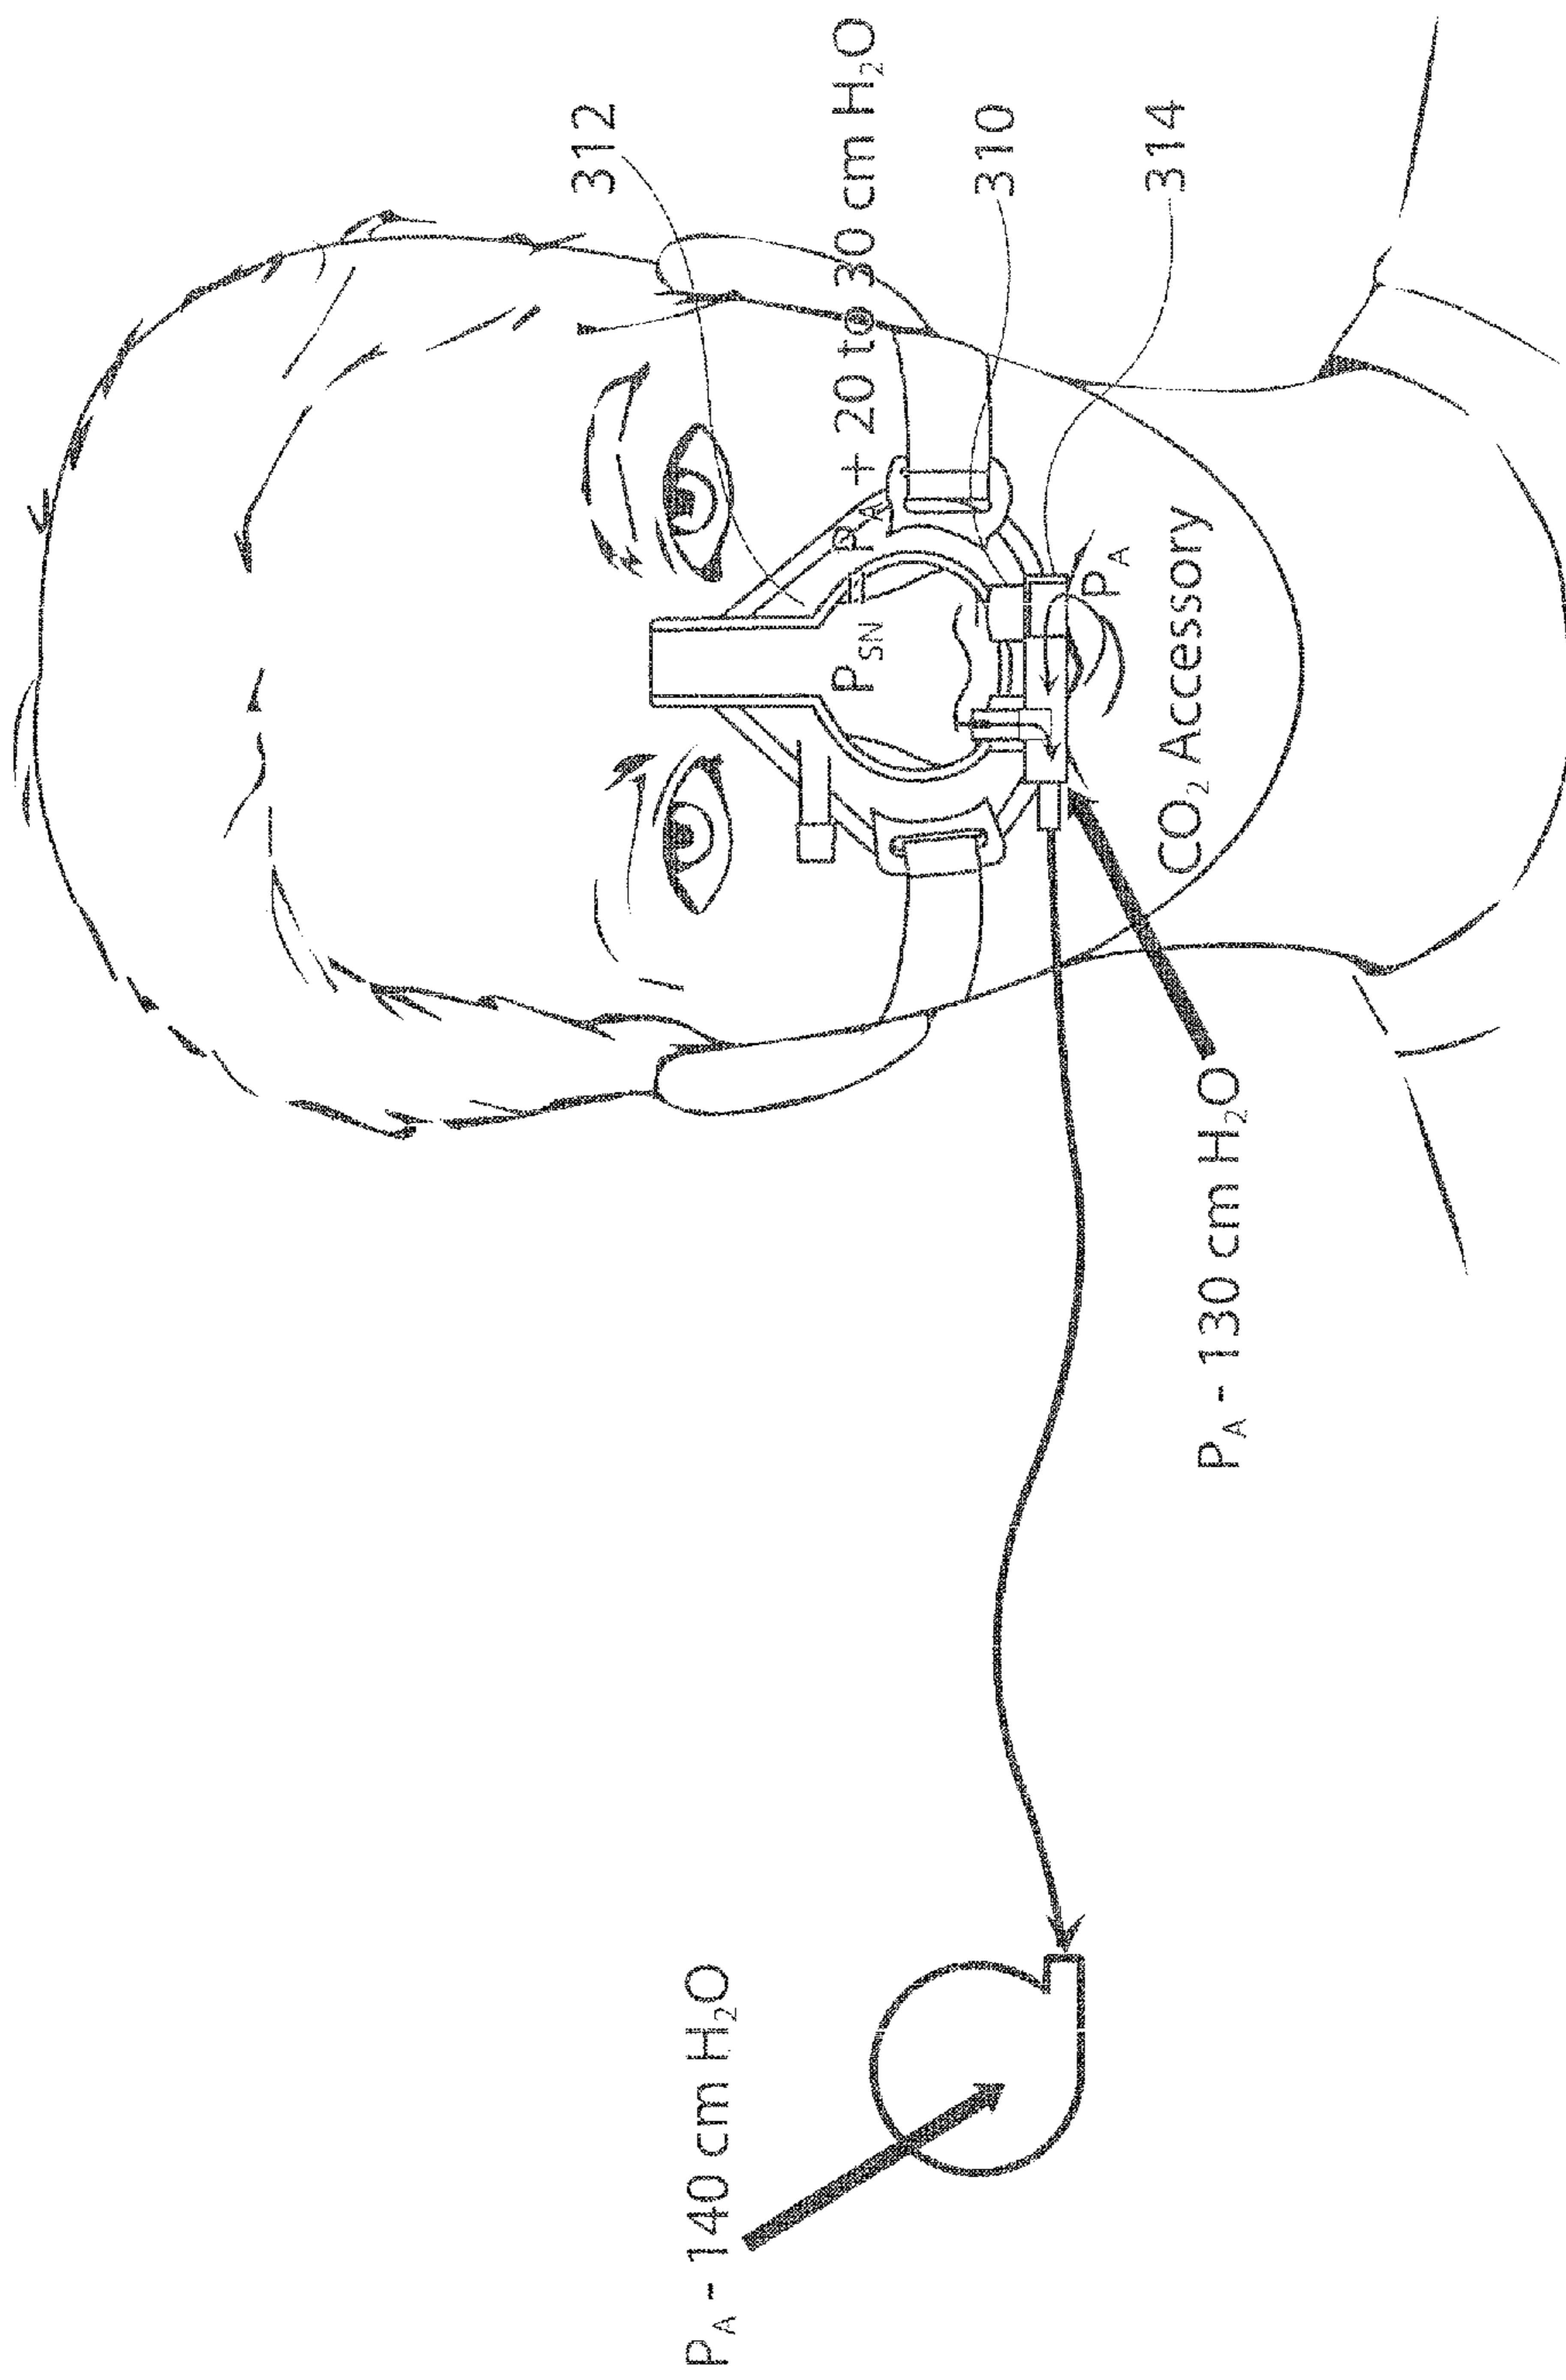 312
P_SN = P_A + 20 to 30 cm H₂O
310
314
P_A
CO₂ Accessory
P_A - 130 cm H₂O
P_A - 140 cm H₂O